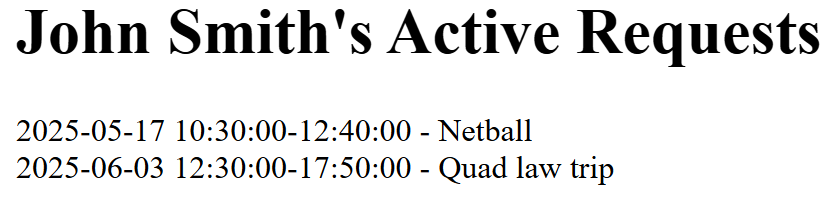 John Smith's Active Requests
2025-05-17 10:30:00-12:40:00 - Netball
2025-06-03 12:30:00-17:50:00 - Quad law trip